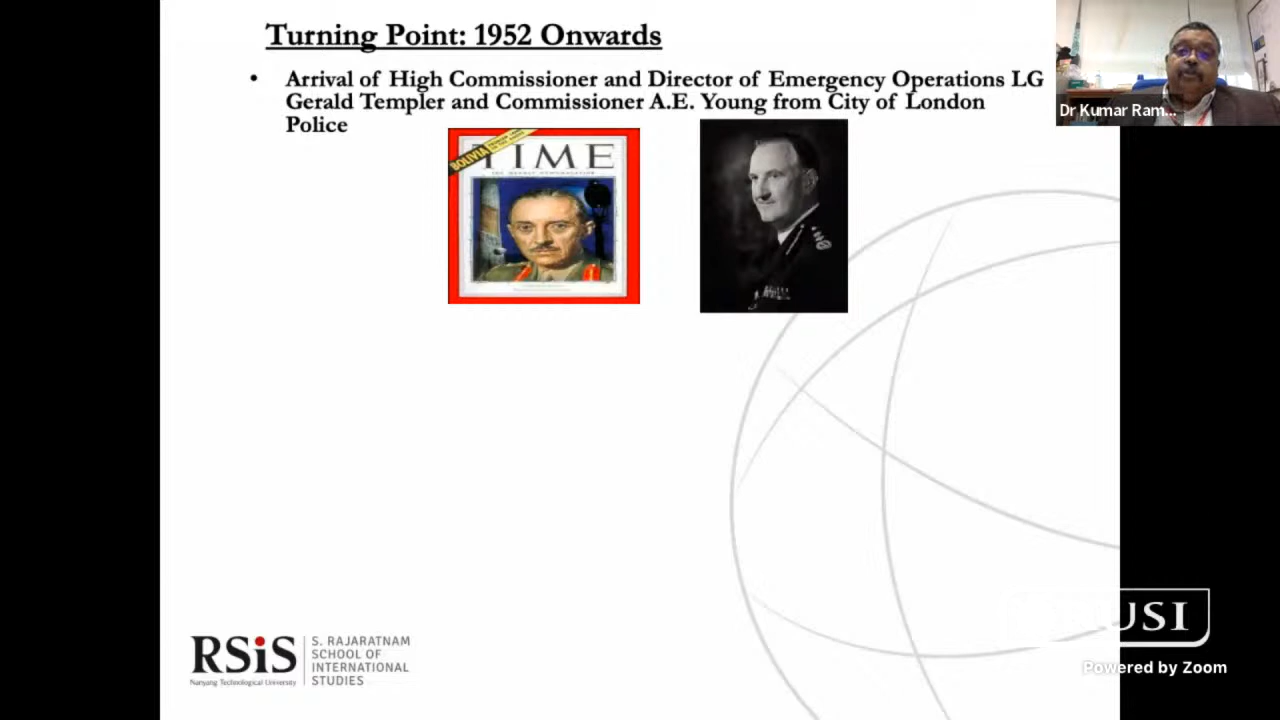 Turning Point: 1952 Onwards
• Arrival of High Commissioner and Director of Emergency Operations LG
Gerald Templer and Commissioner A.E. Young from City of London
Police
Dr Kumar Ram...
BOLIVIA
TIME
RSiS
Nanyang Technological University
S. RAJARATNAM
SCHOOL OF
INTERNATIONAL
STUDIES
USI
Powered by Zoom